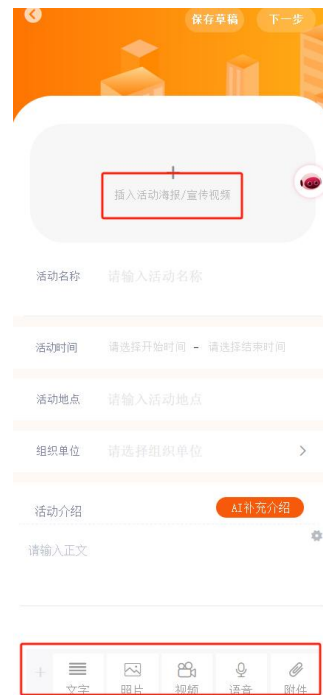 保存草稿 下一步
插入活动海报/宣传视频
活动名称 请输入活动名称
活动时间 请选择开始时间 - 请选择结束时间
活动地点 请输入活动地点
组织单位 请选择组织单位
活动介绍 AI补充介绍
请输入正文
文字 照片 视频 语音 附件